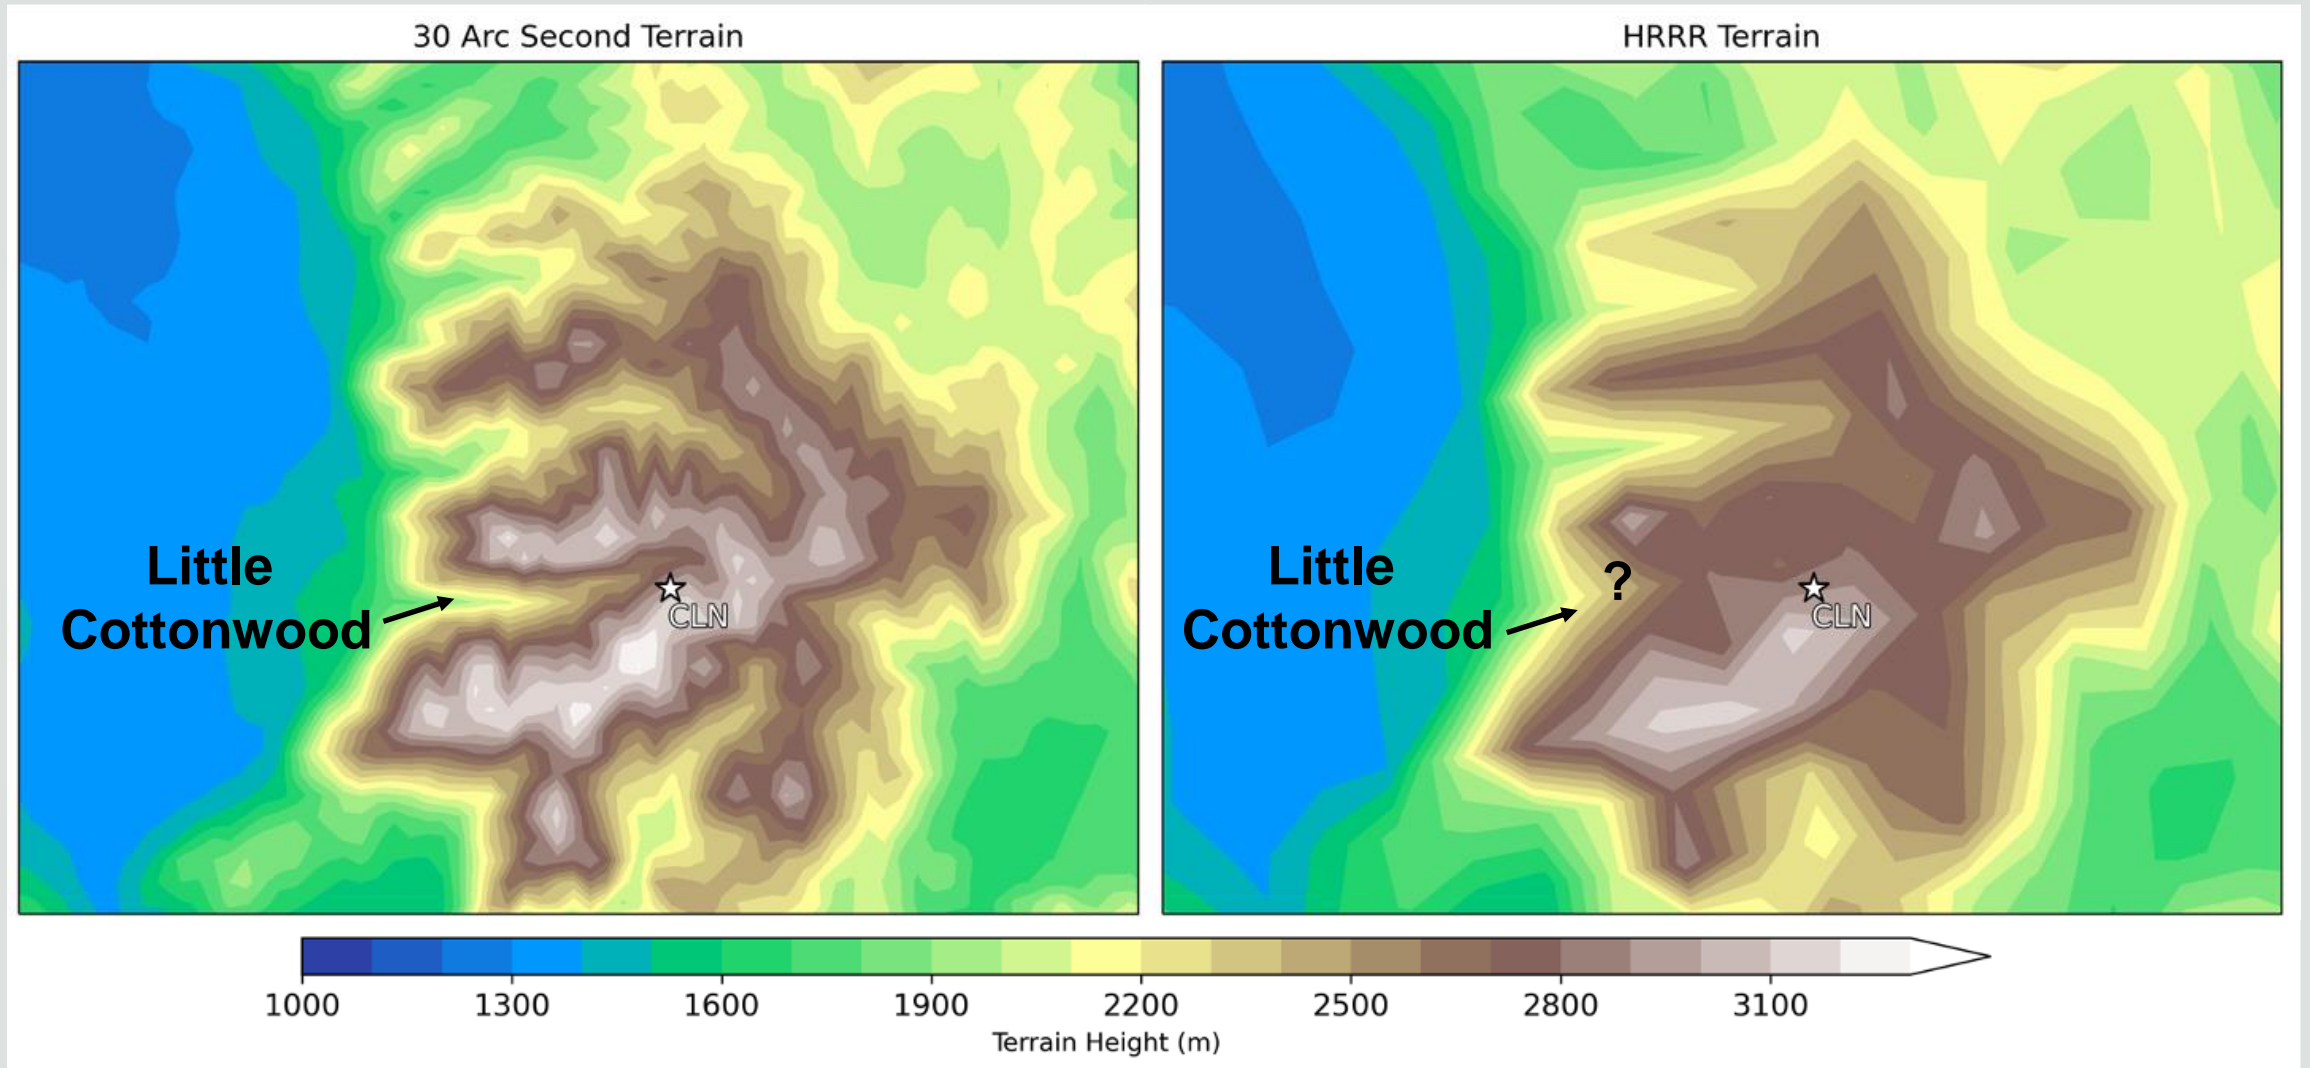 30 Arc Second Terrain
HRRR Terrain
Little
Cottonwood
CLN
Little
Cottonwood
?
CLN
1000 1300 1600 1900 2200 2500 2800 3100
Terrain Height (m)